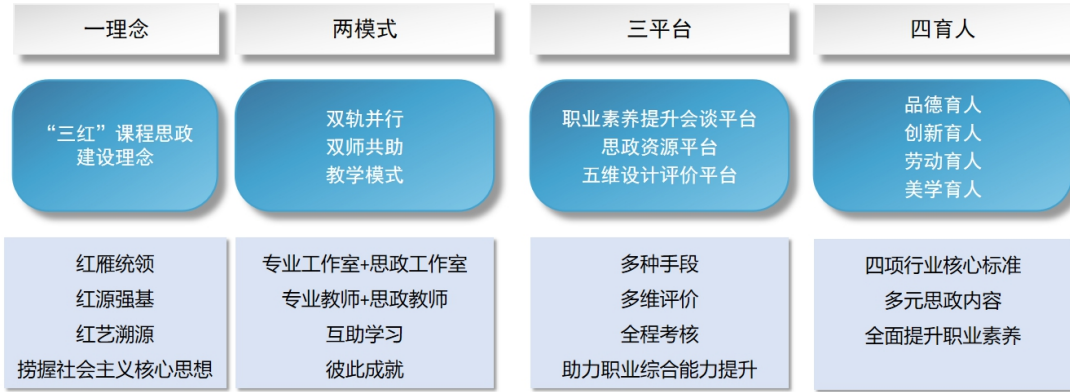 一理念
“三红”课程思政
建设理念
红雁统领
红源强基
红艺溯源
捞握社会主义核心思想
两模式
双轨并行
双师共助
教学模式
专业工作室+思政工作室
专业教师+思政教师
互助学习
彼此成就
三平台
职业素养提升会谈平台
思政资源平台
五维设计评价平台
多种手段
多维评价
全程考核
助力职业综合能力提升
四育人
品德育人
创新育人
劳动育人
美学育人
四项行业核心标准
多元思政内容
全面提升职业素养